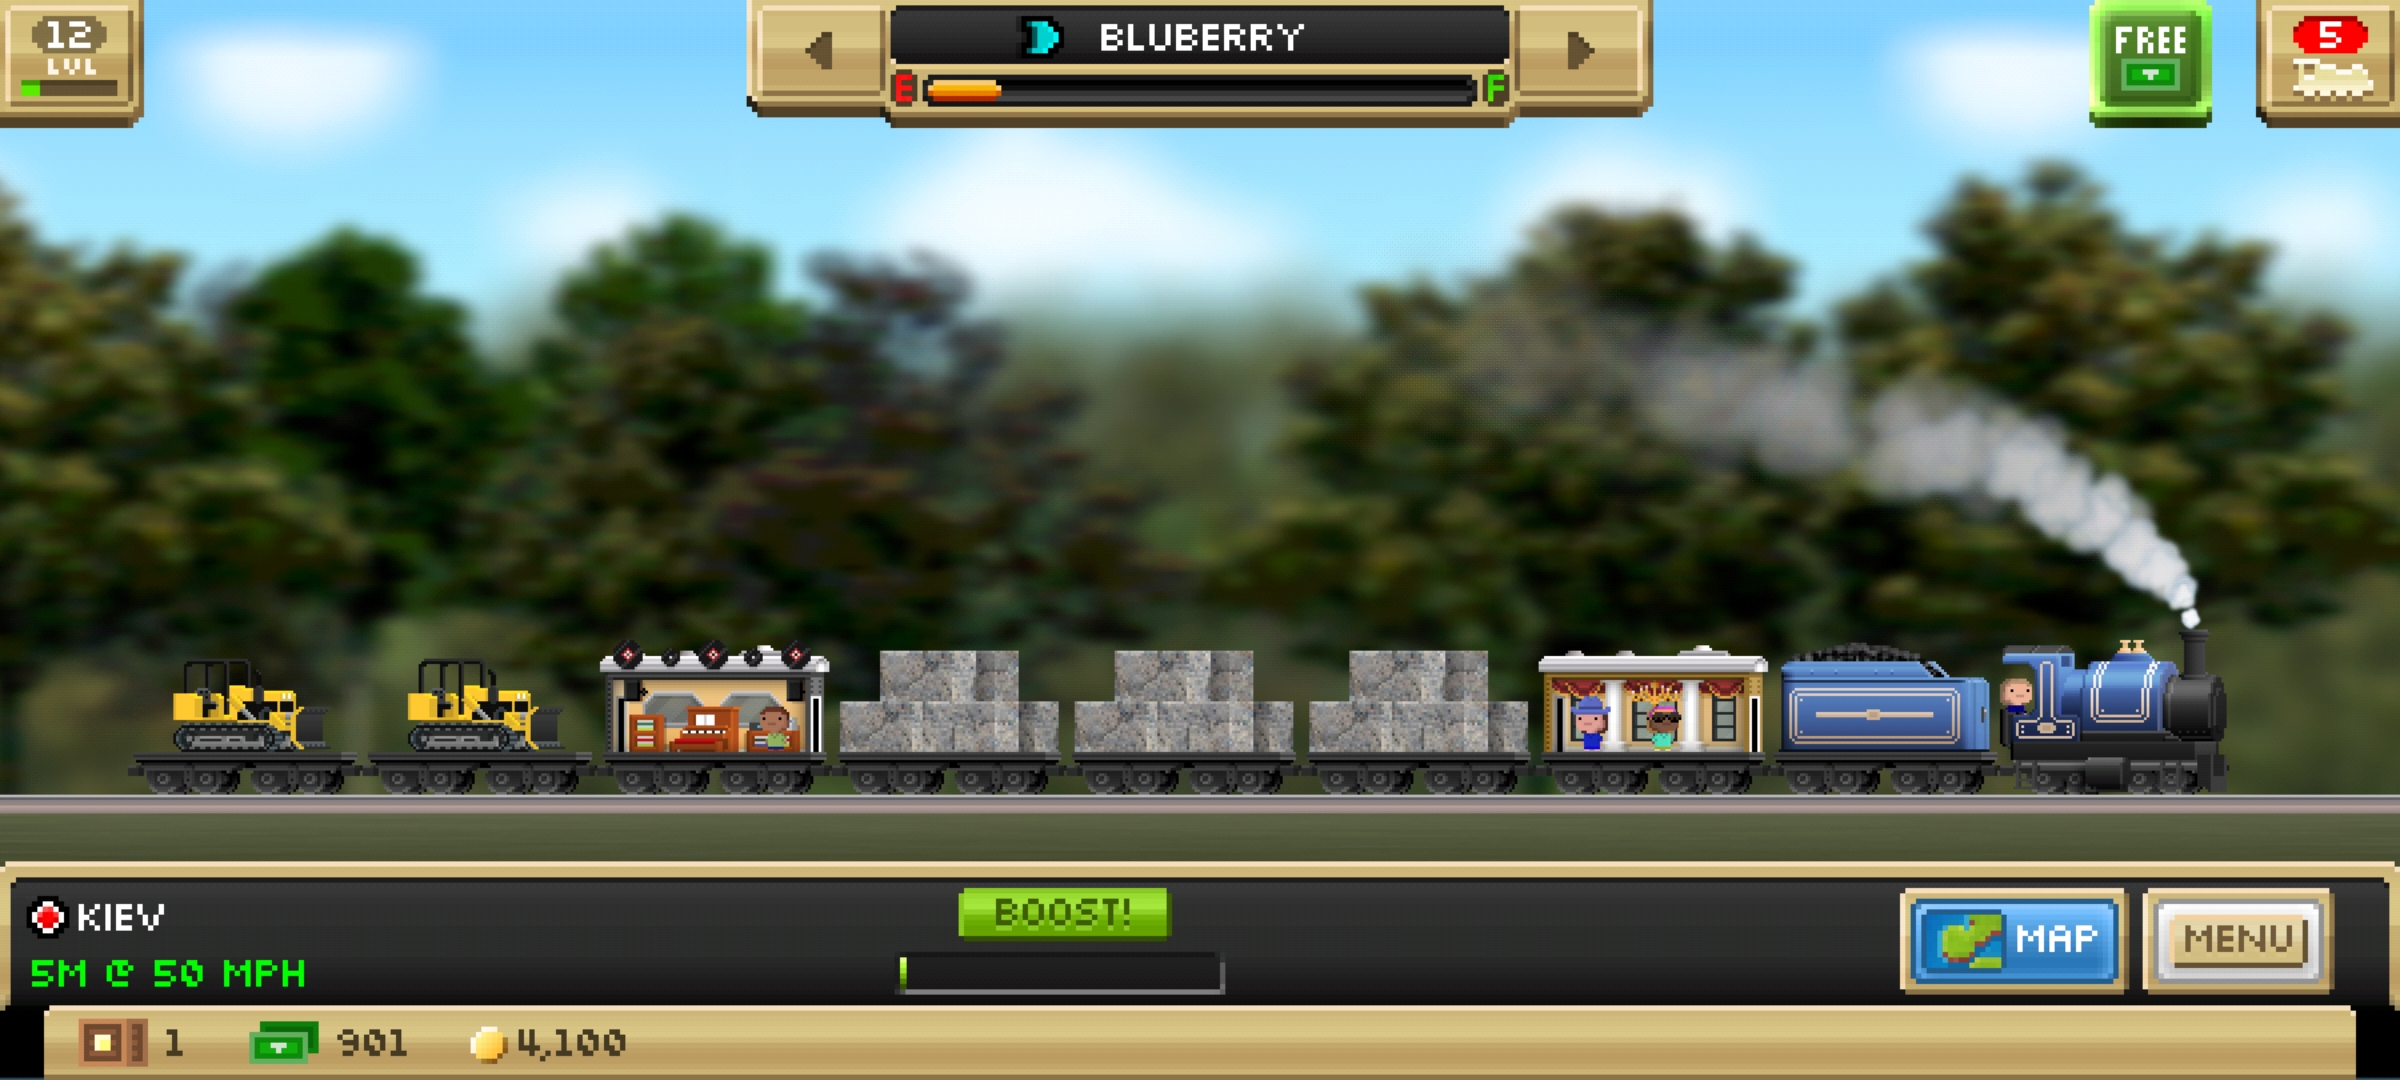 12
LVL
BLUBERRY
E F
FREE
5
KIEV
5M @ 50 MPH
BOOST!
MAP
MENU
1 901 4,100